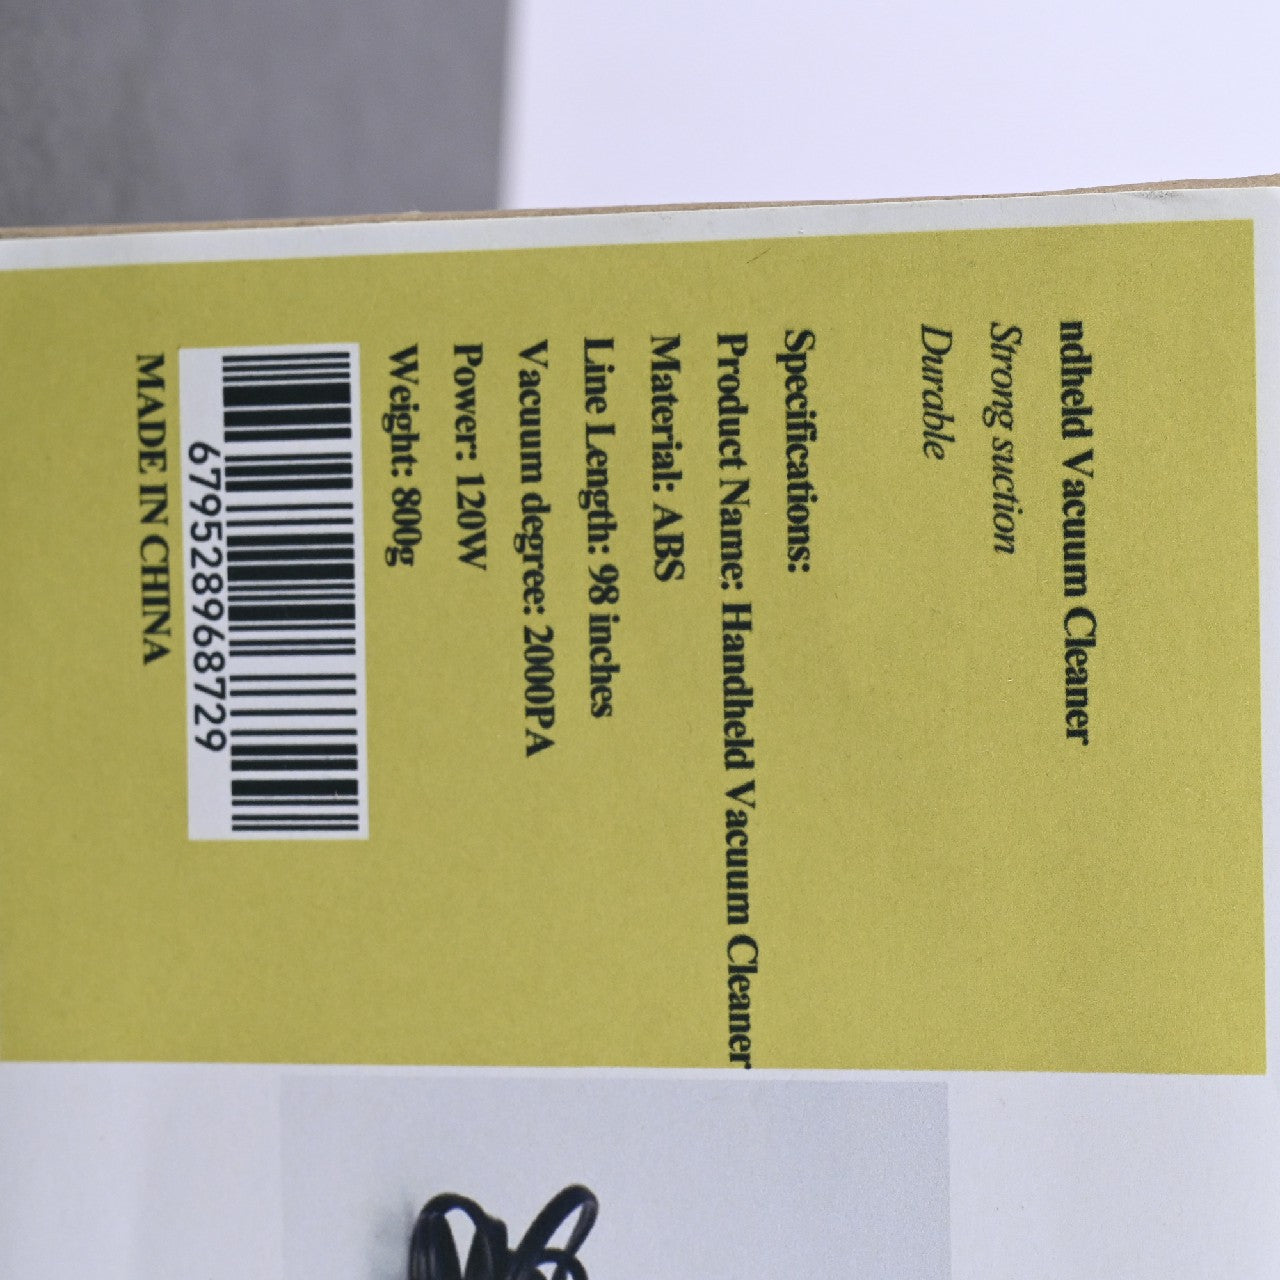 ndheld Vacuum Cleaner
Strong suction
Durable
Specifications:
Product Name: Handheld Vacuum Cleaner
Material: ABS
Line Length: 98 inches
Vacuum degree: 2000PA
Power: 120W
Weight: 800g
679528968729
MADE IN CHINA